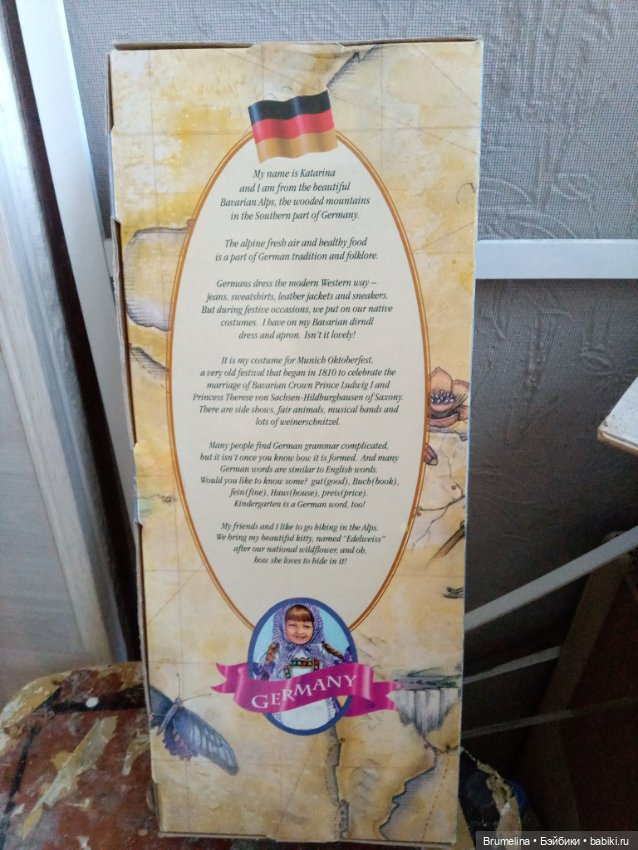 My name is Katarina
and I am from the beautiful
Bavarian Alps, the wooded mountains
in the Southern part of Germany.
The alpine fresh air and healthy food
is a part of German tradition and folklore.
Germans dress the modern Western way –
jeans, sweatshirts, leather jackets and sneakers.
But during festive occasions, we put on our native
costumes. I have on my Bavarian dirndl
dress and apron. Isn't it lovely!
It is my costume for Munich Oktoberfest,
a very old festival that began in 1810 to celebrate the
marriage of Bavarian Crown Prince Ludwig I and
Princess Therese von Sachsen-Hildburghausen of Saxony.
There are side shows, fair animals, musical bands and
lots of weinerschnitzel.
Many people find German grammar complicated,
but it isn't once you know how it is formed. And many
German words are similar to English words.
Would you like to know some? gut(good), Buch(book),
fein(fine), Haus(house), preis(price).
Kindergarten is a German word, too!
My friends and I like to go hiking in the Alps.
We bring my beautiful kitty, named "Edelweiss"
after our national wildflower, and oh,
how she loves to hide in it!
GERMANY
Brumelina • Бэйбики • babiki.ru